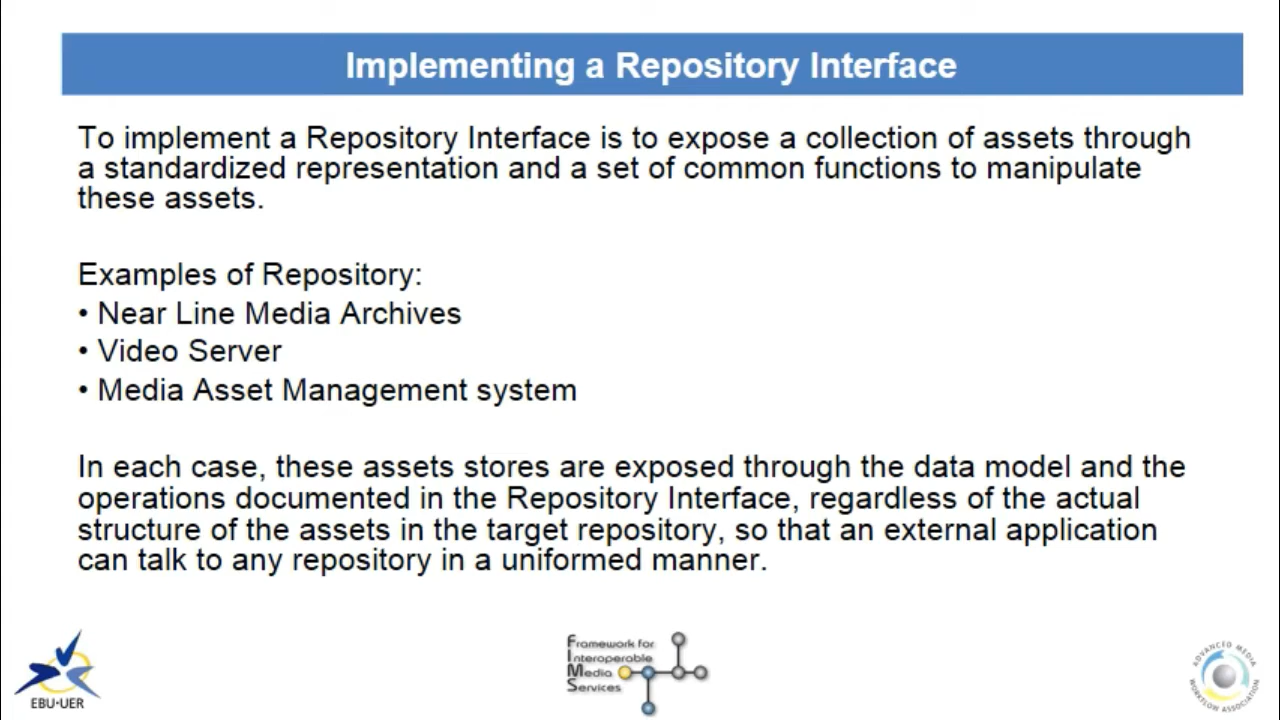 Implementing a Repository Interface
To implement a Repository Interface is to expose a collection of assets through
a standardized representation and a set of common functions to manipulate
these assets.
Examples of Repository:
• Near Line Media Archives
• Video Server
• Media Asset Management system
In each case, these assets stores are exposed through the data model and the
operations documented in the Repository Interface, regardless of the actual
structure of the assets in the target repository, so that an external application
can talk to any repository in a uniformed manner.
EBU•UER
Framework for
Interoperable
Media
Services
ADVANCED MEDIA
WORKFLOW ASSOCIATION